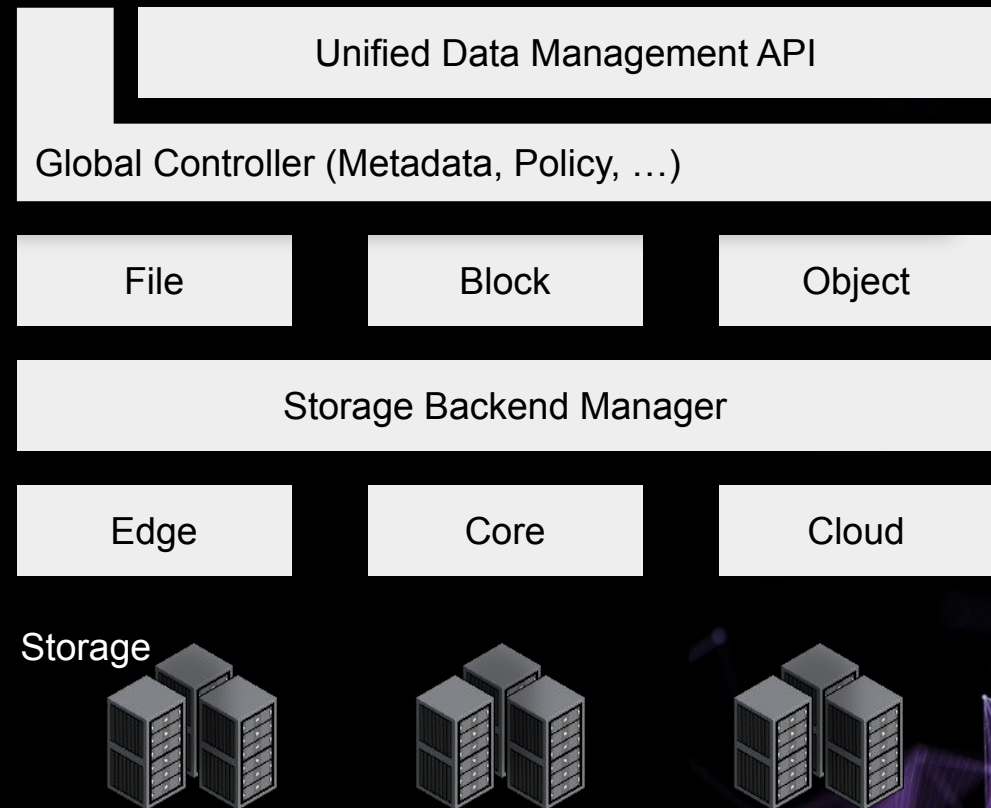 Unified Data Management API
Global Controller (Metadata, Policy, …)
File
Block
Object
Storage Backend Manager
Edge
Core
Cloud
Storage